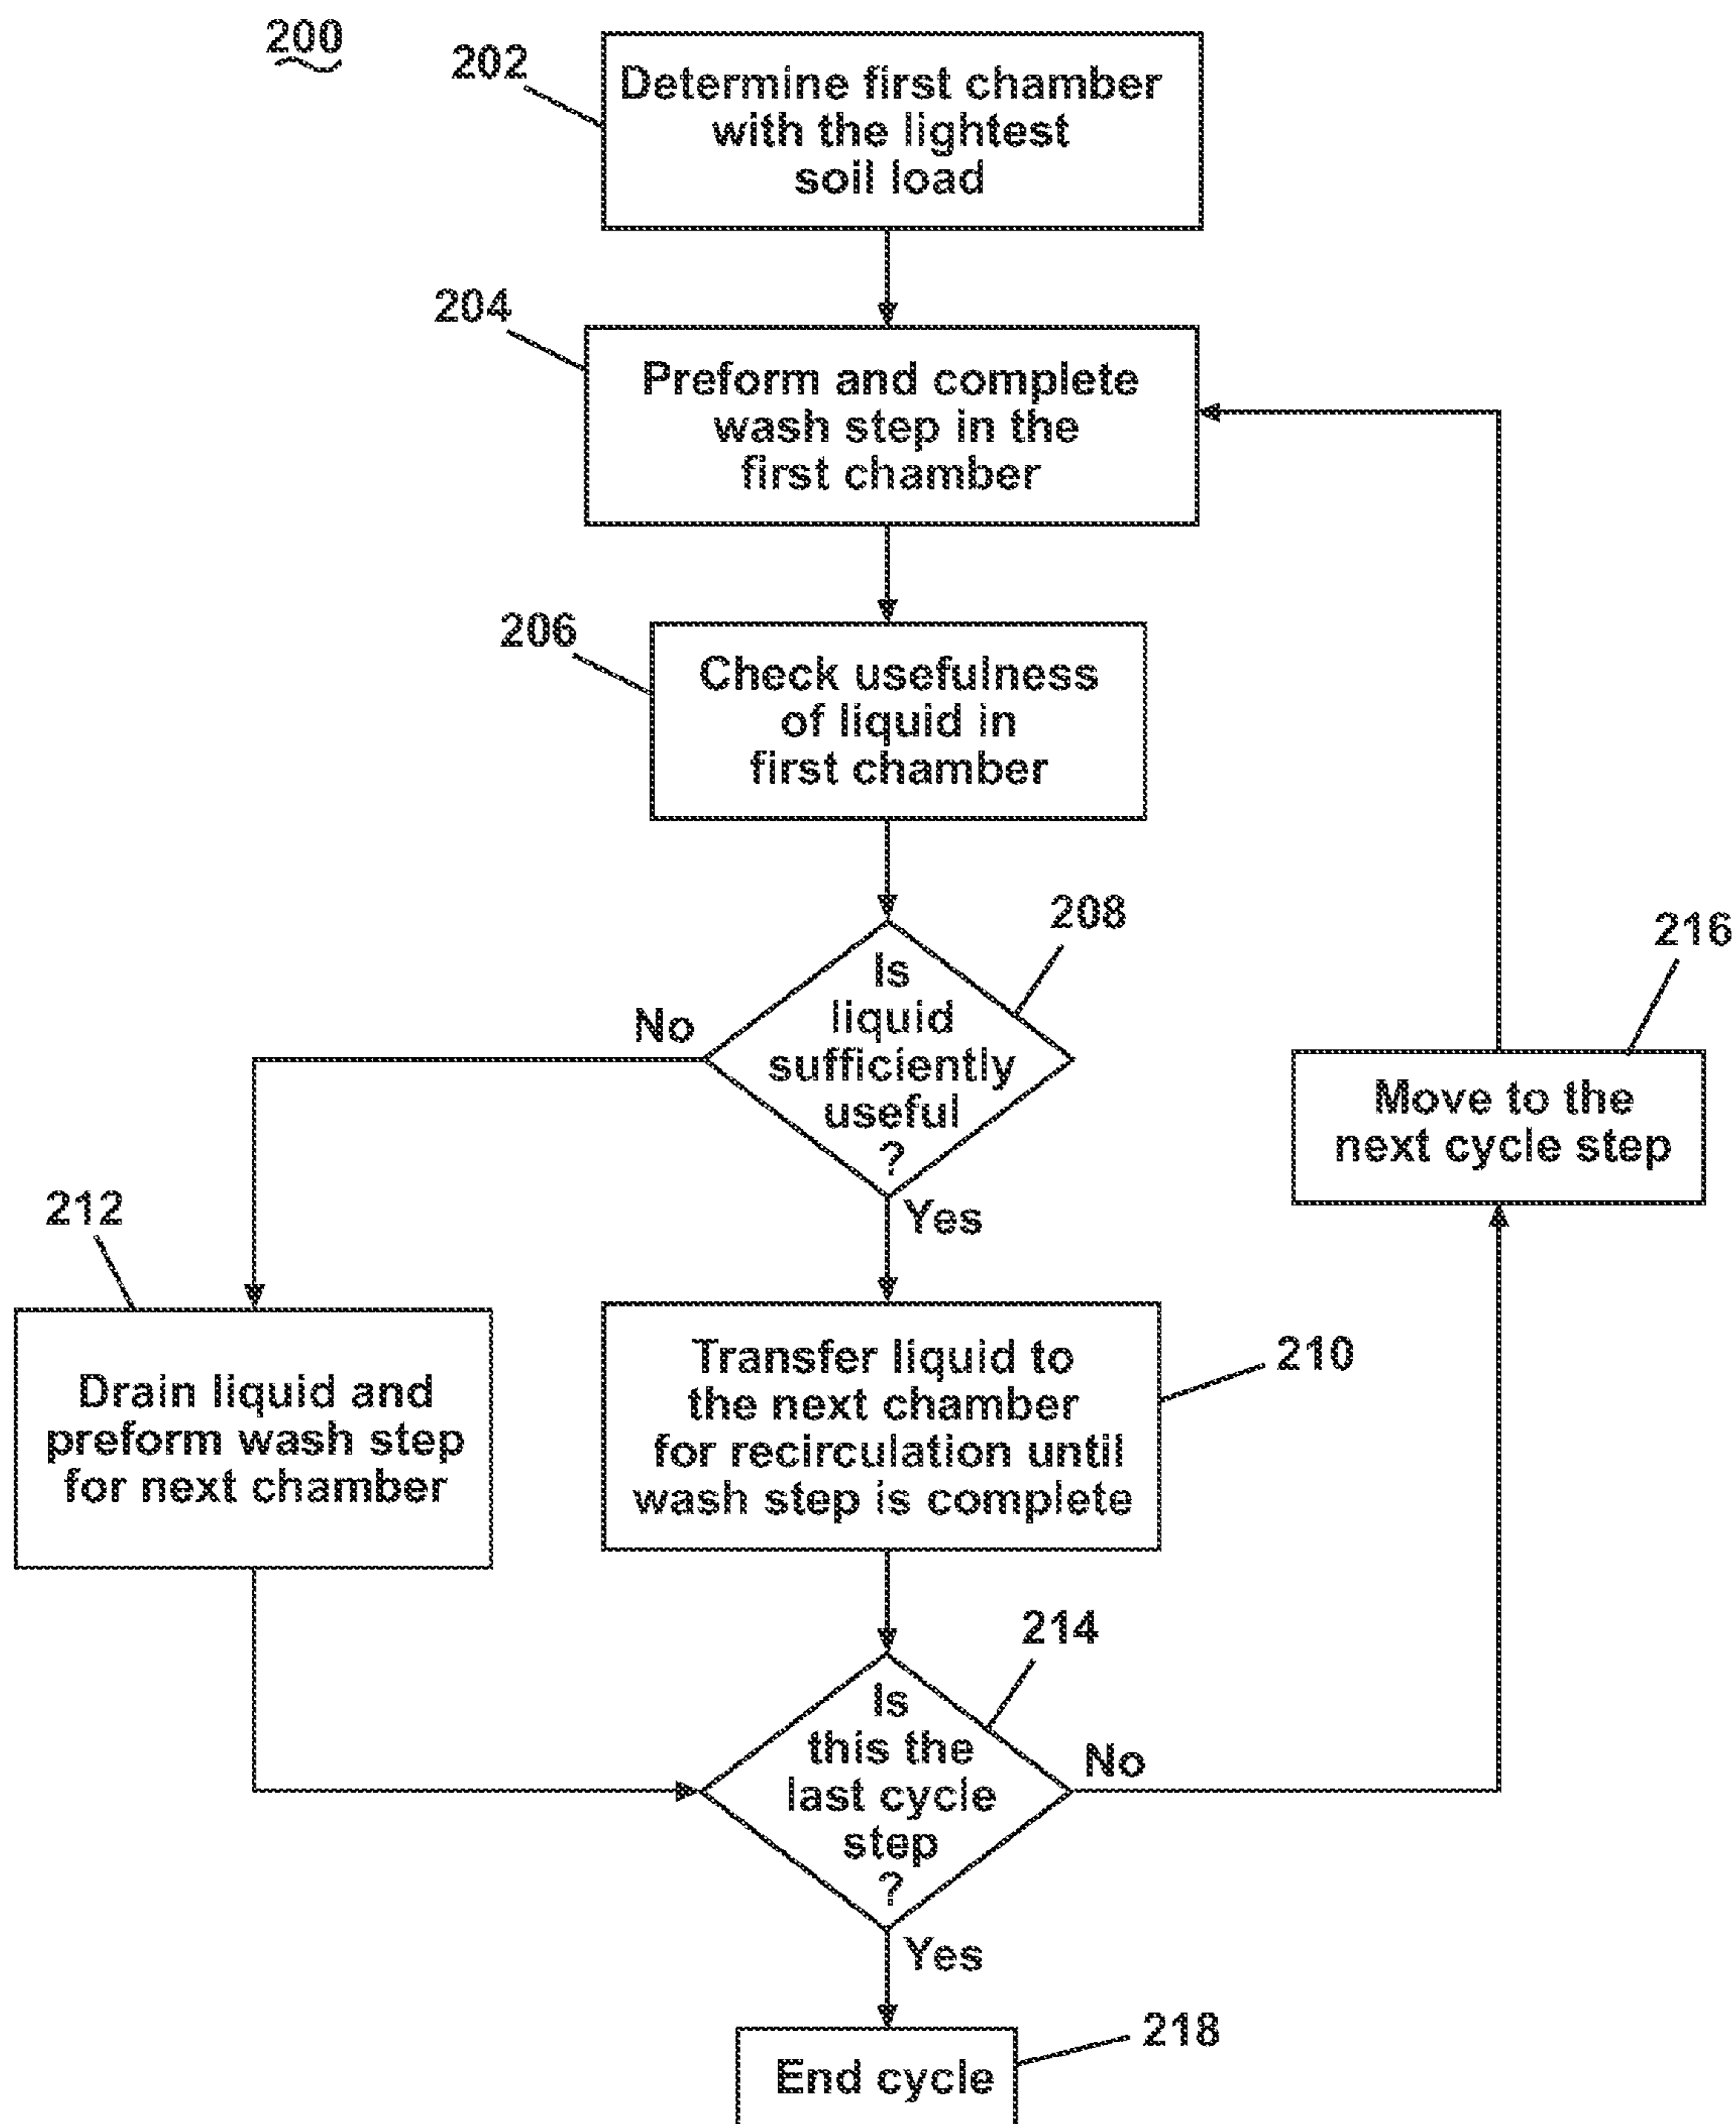 200
202
Determine first chamber
with the lightest
soil load
204
Preform and complete
wash step in the
first chamber
206
Check usefulness
of liquid in
first chamber
208
Is
liquid
sufficiently
useful
?
No
Yes
216
Move to the
next cycle step
212
Drain liquid and
preform wash step
for next chamber
210
Transfer liquid to
the next chamber
for recirculation until
wash step is complete
214
Is
this the
last cycle
step
?
No
Yes
218
End cycle